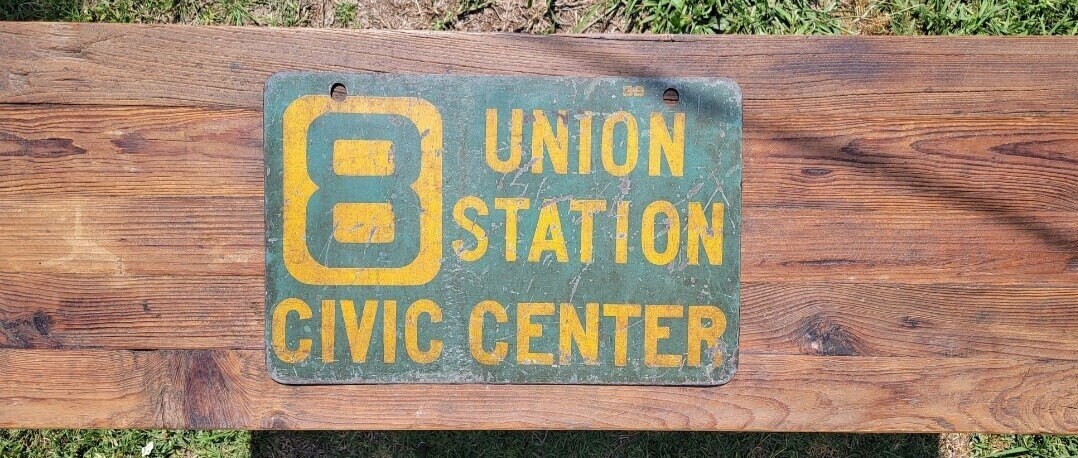 8 UNION
STATION
CIVIC CENTER